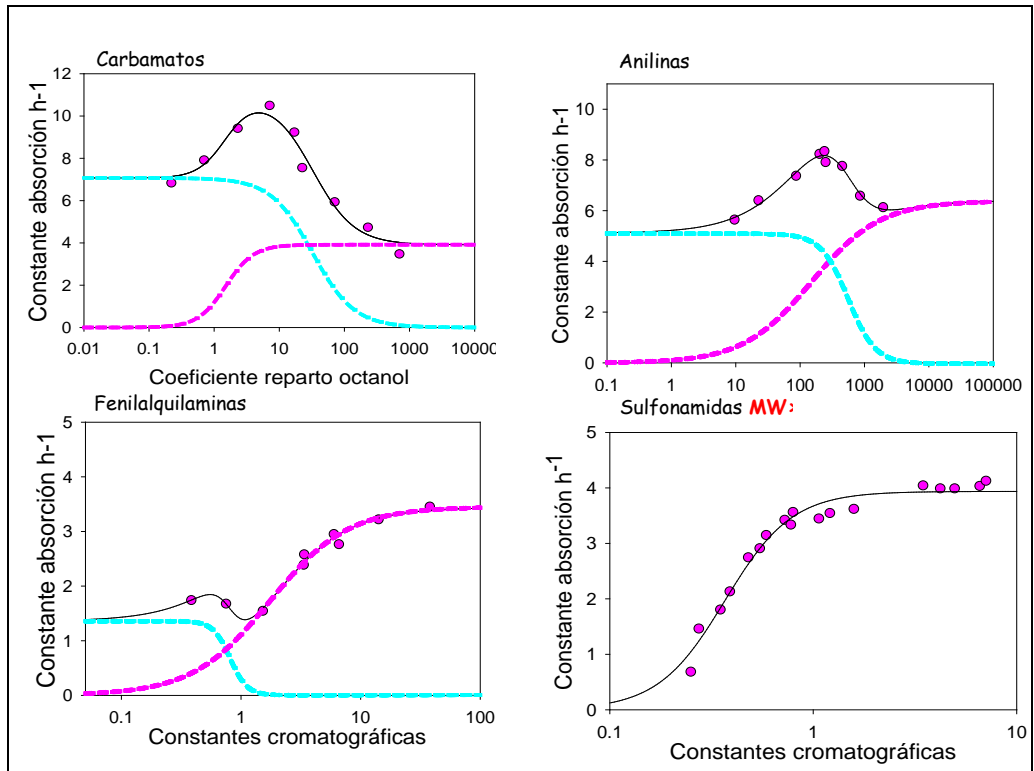 Carbamatos
Constante absorción h-1
12
10
8
6
4
2
0
0.01 0.1 1 10 100 1000 10000
Coeficiente reparto octanol
Anilinas
Constante absorción h-1
10
8
6
4
2
0
0.1 1 10 100 1000 10000 100000
Fenilalquilaminas
Constante absorción h-1
5
4
3
2
1
0
0.1 1 10 100
Constantes cromatográficas
Sulfonamidas MW>
Constante absorción h-1
5
4
3
2
1
0
0.1 1 10
Constantes cromatográficas